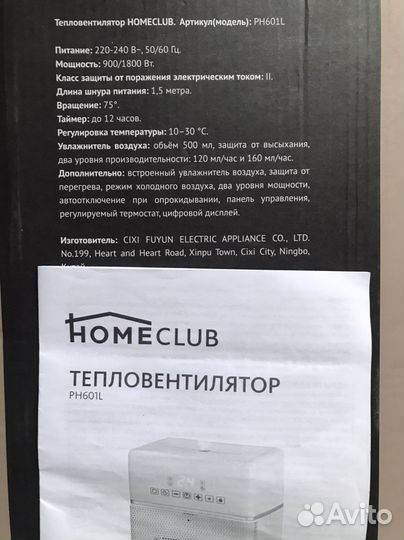 Тепловентилятор HOMECLUB. Артикул(модель): PH601L
Питание: 220-240 В~, 50/60 Гц.
Мощность: 900/1800 Вт.
Класс защиты от поражения электрическим током: II.
Длина шнура питания: 1,5 метра.
Вращение: 75°.
Таймер: до 12 часов.
Регулировка температуры: 10–30 °С.
Увлажнитель воздуха: объём 500 мл, защита от высыхания,
два уровня производительности: 120 мл/час и 160 мл/час.
Дополнительно: встроенный увлажнитель воздуха, защита от
перегрева, режим холодного воздуха, два уровня мощности,
автоотключение при опрокидывании, панель управления,
регулируемый термостат, цифровой дисплей.
Изготовитель: CIXI FUYUN ELECTRIC APPLIANCE CO., LTD.
No.199, Heart and Heart Road, Xinpu Town, Cixi City, Ningbo,
Китай
HOMECLUB
ТЕПЛОВЕНТИЛЯТОР
PH601L
24
Avito